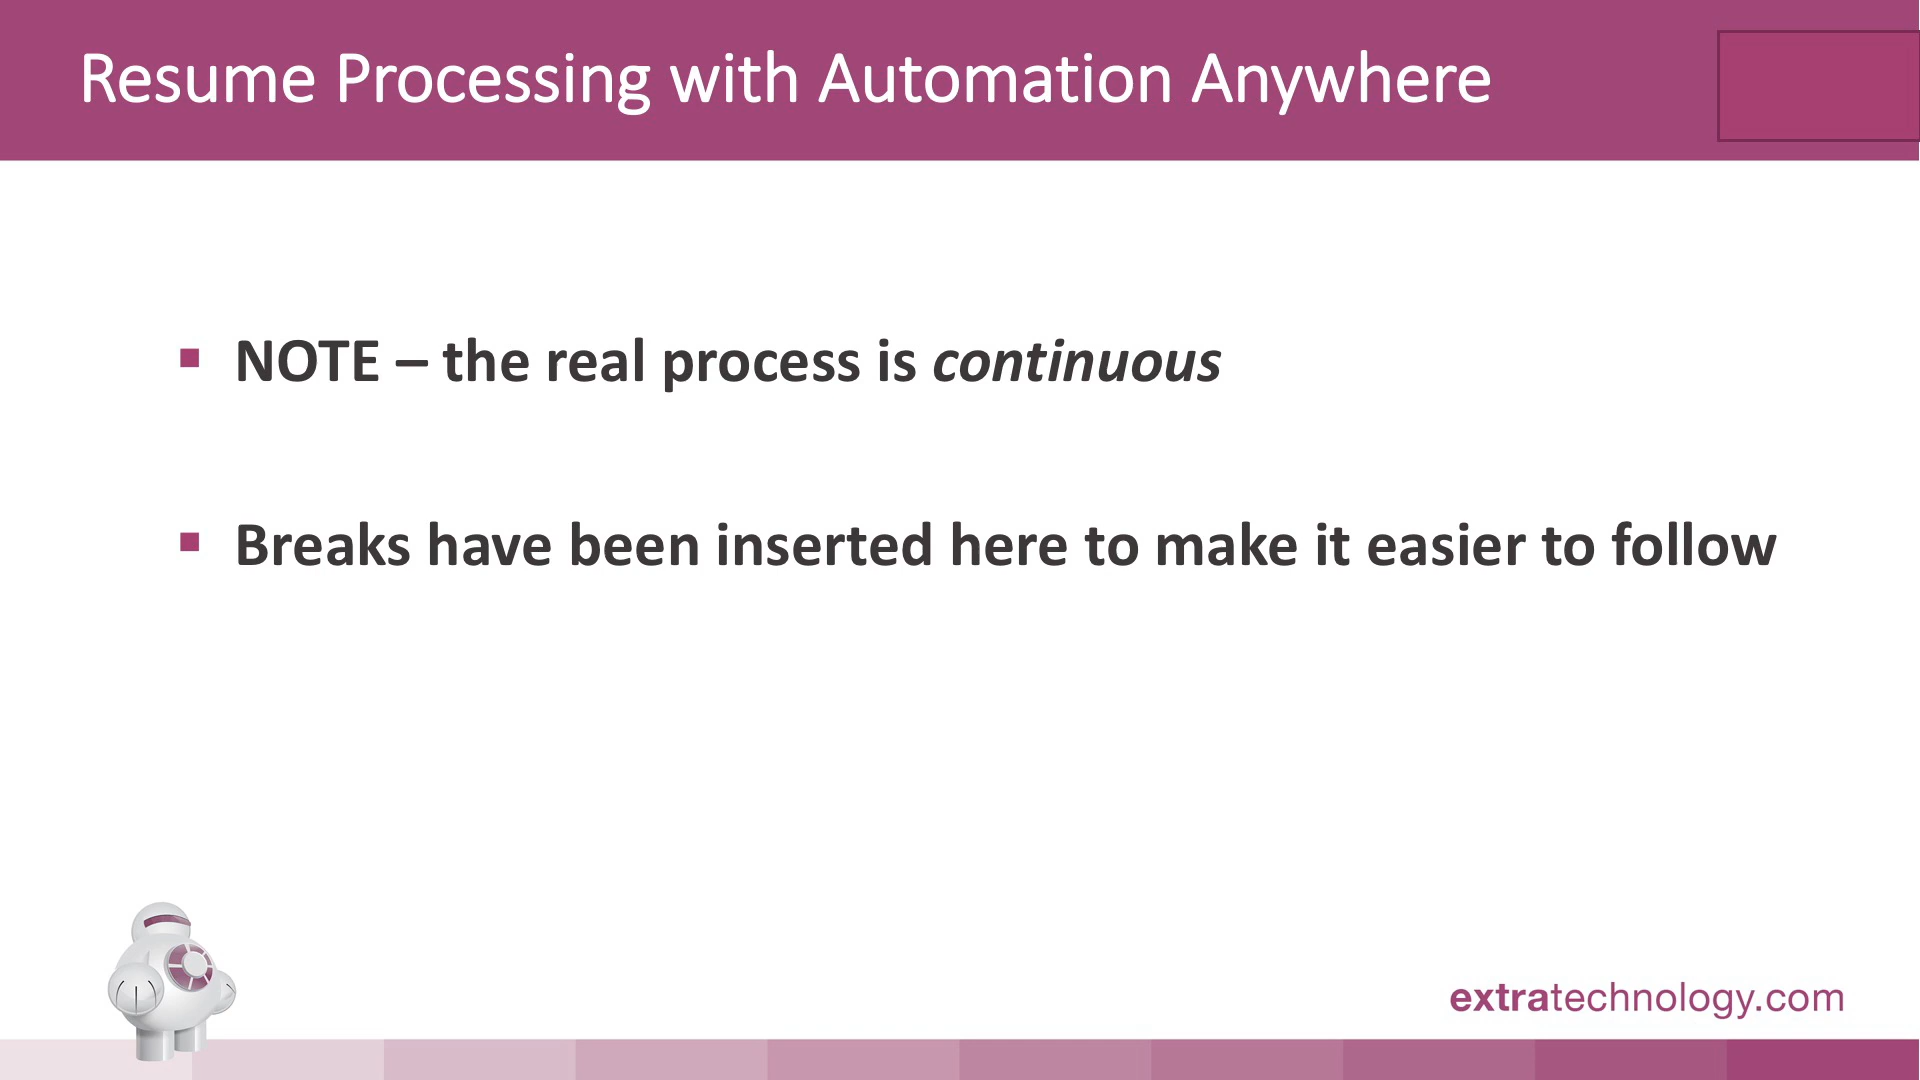 Resume Processing with Automation Anywhere
▪ NOTE – the real process is continuous
▪ Breaks have been inserted here to make it easier to follow
extratechnology.com